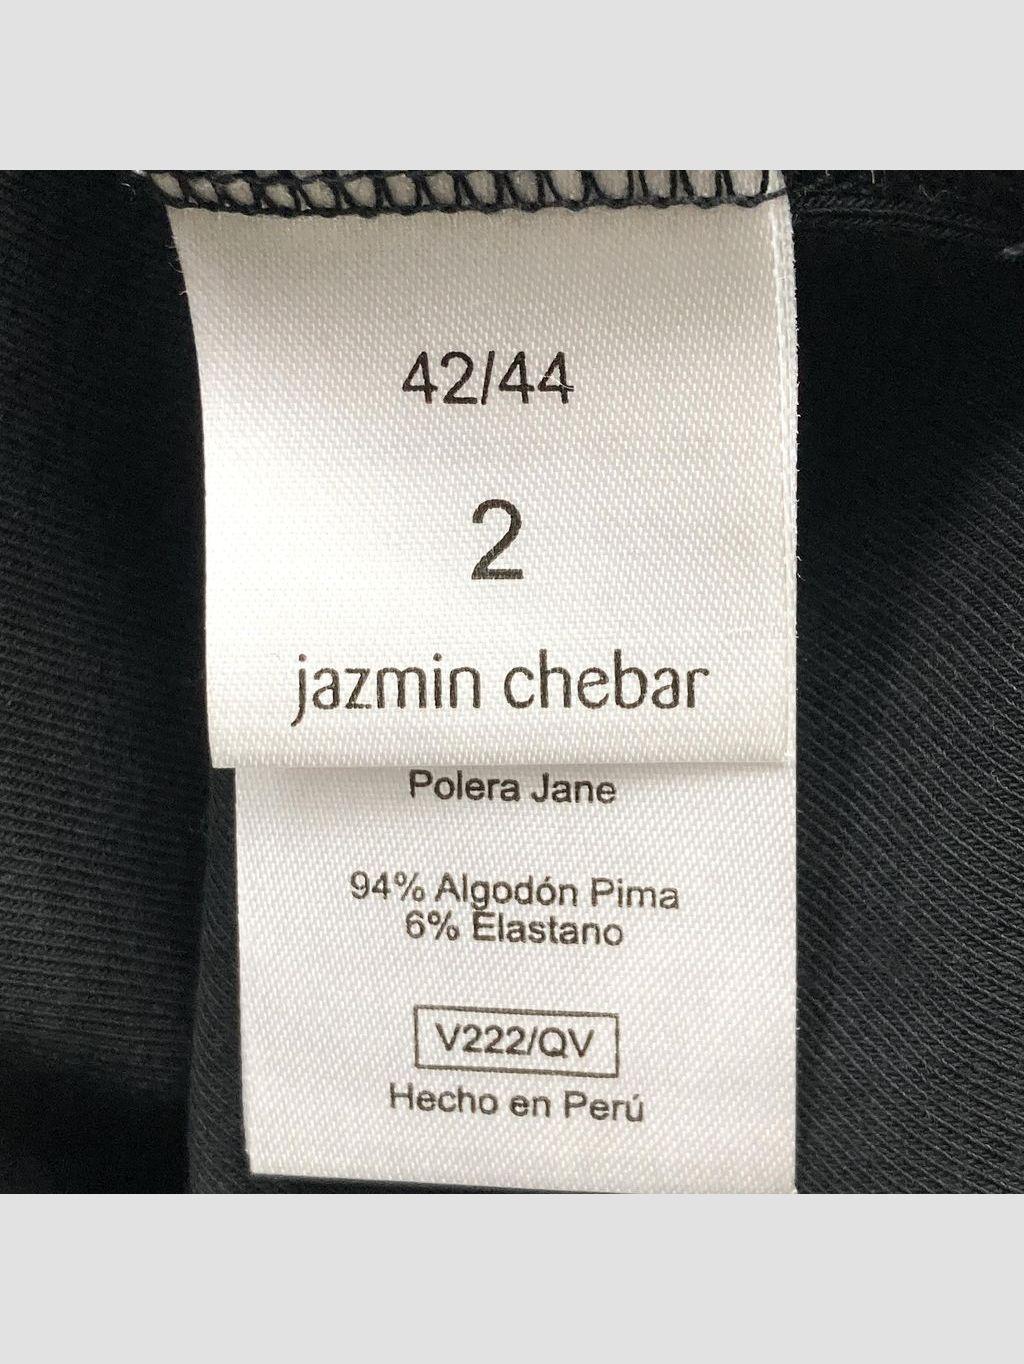 42/44
2
jazmin chebar
Polera Jane
94% Algodón Pima
6% Elastano
V222/QV
Hecho en Perú